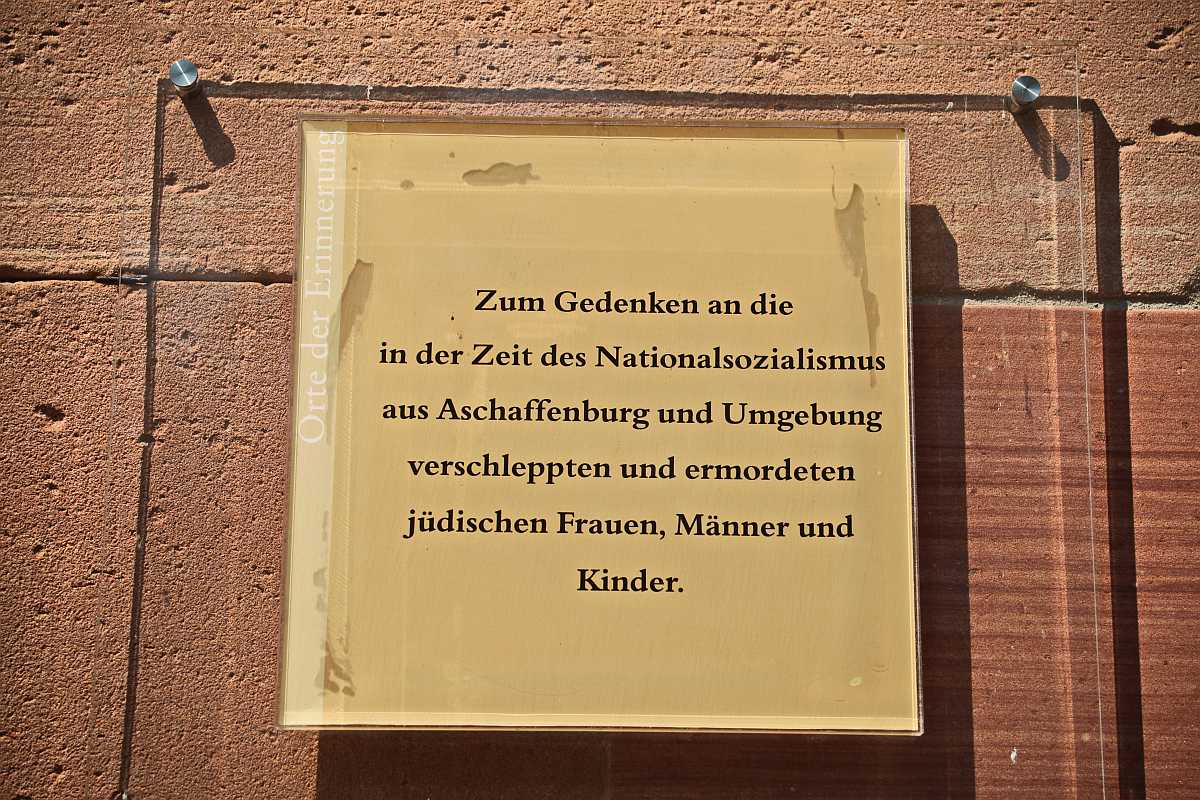 Orte der Erinnerung
Zum Gedenken an die
in der Zeit des Nationalsozialismus
aus Aschaffenburg und Umgebung
verschleppten und ermordeten
jüdischen Frauen, Männer und
Kinder.